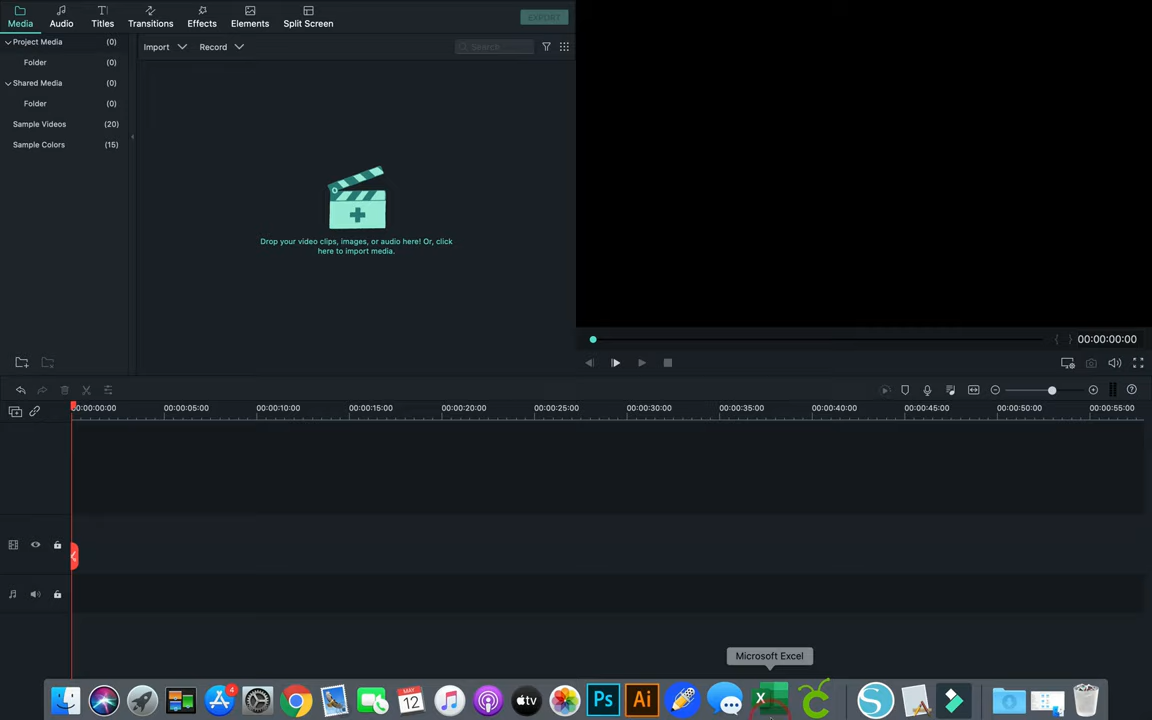 Media Audio Titles Transitions Effects Elements Split Screen EXPORT
Project Media (0)
Folder (0)
Shared Media (0)
Folder (0)
Sample Videos (20)
Sample Colors (15)
Import Record Search
Drop your video clips, images, or audio here! Or, click
here to import media.
00:00:00:00
00:00:00:00 00:00:05:00 00:00:10:00 00:00:15:00 00:00:20:00 00:00:25:00 00:00:30:00 00:00:35:00 00:00:40:00 00:00:45:00 00:00:50:00 00:00:55:00
Microsoft Excel
4
MAY
12
tv
Ps
Ai
X
S